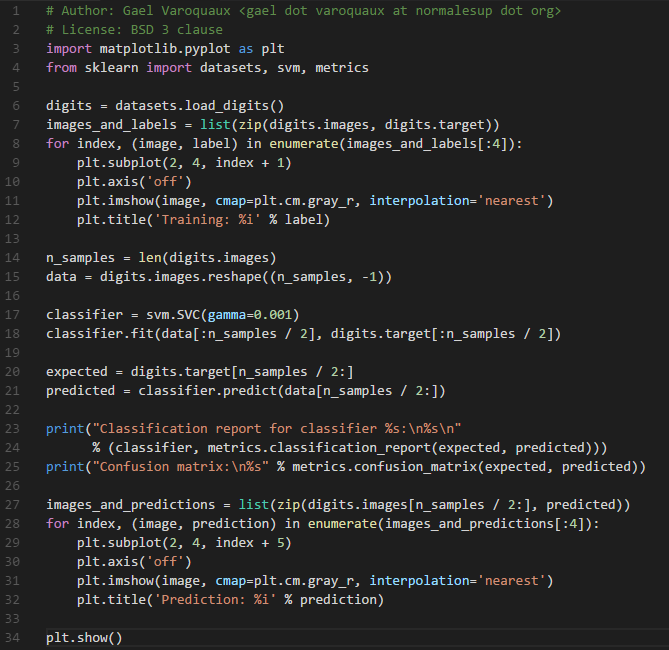 1 # Author: Gael Varoquaux <gael dot varoquaux at normalesup dot org>
2 # License: BSD 3 clause
3 import matplotlib.pyplot as plt
4 from sklearn import datasets, svm, metrics
5
6 digits = datasets.load_digits()
7 images_and_labels = list(zip(digits.images, digits.target))
8 for index, (image, label) in enumerate(images_and_labels[:4]):
9     plt.subplot(2, 4, index + 1)
10     plt.axis('off')
11     plt.imshow(image, cmap=plt.cm.gray_r, interpolation='nearest')
12     plt.title('Training: %i' % label)
13
14 n_samples = len(digits.images)
15 data = digits.images.reshape((n_samples, -1))
16
17 classifier = svm.SVC(gamma=0.001)
18 classifier.fit(data[:n_samples / 2], digits.target[:n_samples / 2])
19
20 expected = digits.target[n_samples / 2:]
21 predicted = classifier.predict(data[n_samples / 2:])
22
23 print("Classification report for classifier %s:\n%s\n"
24       % (classifier, metrics.classification_report(expected, predicted)))
25 print("Confusion matrix:\n%s" % metrics.confusion_matrix(expected, predicted))
26
27 images_and_predictions = list(zip(digits.images[n_samples / 2:], predicted))
28 for index, (image, prediction) in enumerate(images_and_predictions[:4]):
29     plt.subplot(2, 4, index + 5)
30     plt.axis('off')
31     plt.imshow(image, cmap=plt.cm.gray_r, interpolation='nearest')
32     plt.title('Prediction: %i' % prediction)
33
34 plt.show()